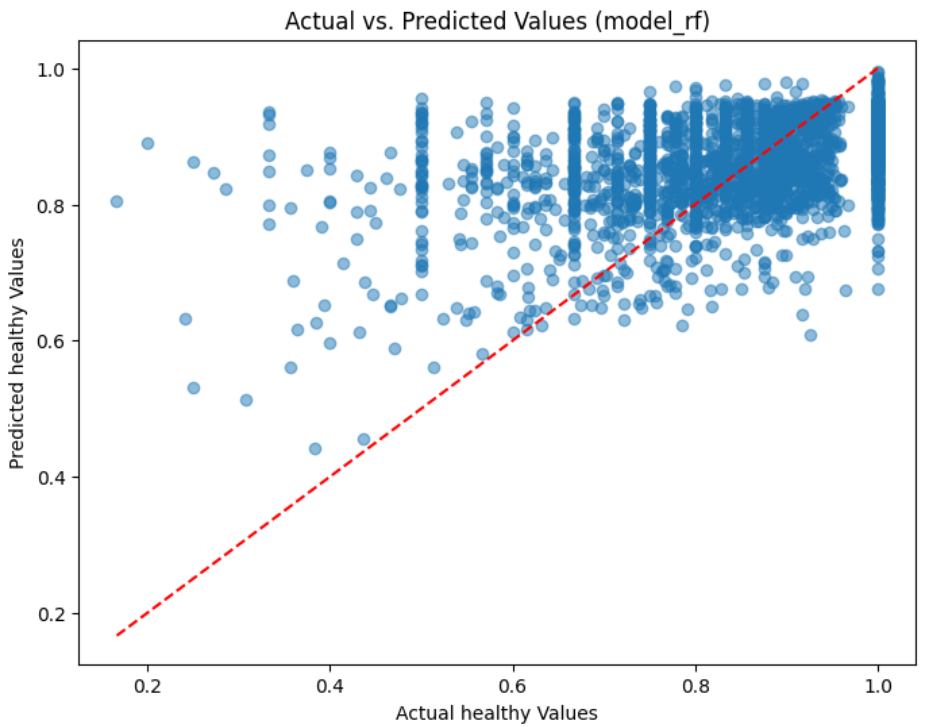 Actual vs. Predicted Values (model_rf)
Predicted healthy Values
1.0
0.8
0.6
0.4
0.2
0.2 0.4 0.6 0.8 1.0
Actual healthy Values